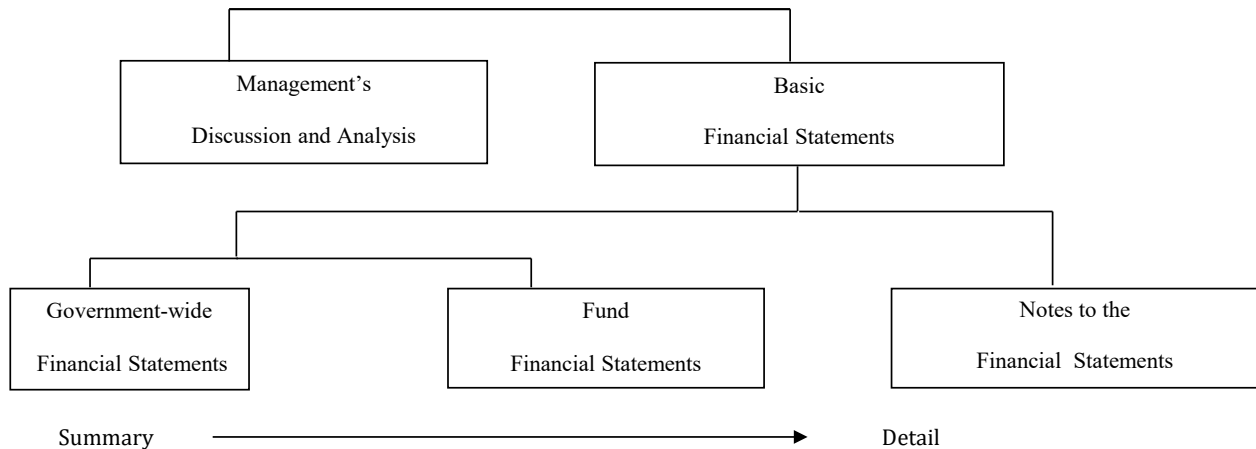 Management’s
Discussion and Analysis
Basic
Financial Statements
Government-wide
Financial Statements
Fund
Financial Statements
Notes to the
Financial  Statements
Summary
Detail